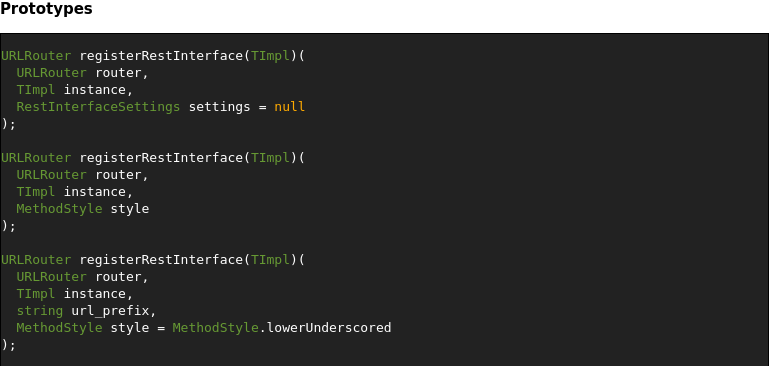 Prototypes
URLRouter registerRestInterface(TImpl)(
  URLRouter router,
  TImpl instance,
  RestInterfaceSettings settings = null
);
URLRouter registerRestInterface(TImpl)(
  URLRouter router,
  TImpl instance,
  MethodStyle style
);
URLRouter registerRestInterface(TImpl)(
  URLRouter router,
  TImpl instance,
  string url_prefix,
  MethodStyle style = MethodStyle.lowerUnderscored
);